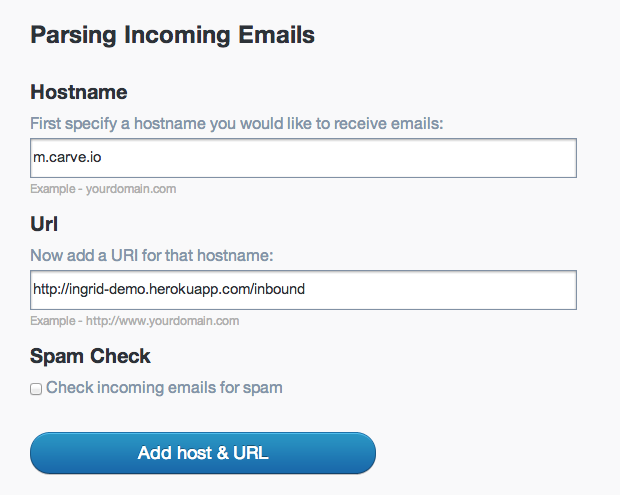 Parsing Incoming Emails
Hostname
First specify a hostname you would like to receive emails:
m.carve.io
Example - yourdomain.com
Url
Now add a URI for that hostname:
http://ingrid-demo.herokuapp.com/inbound
Example - http://www.yourdomain.com
Spam Check
Check incoming emails for spam
Add host & URL